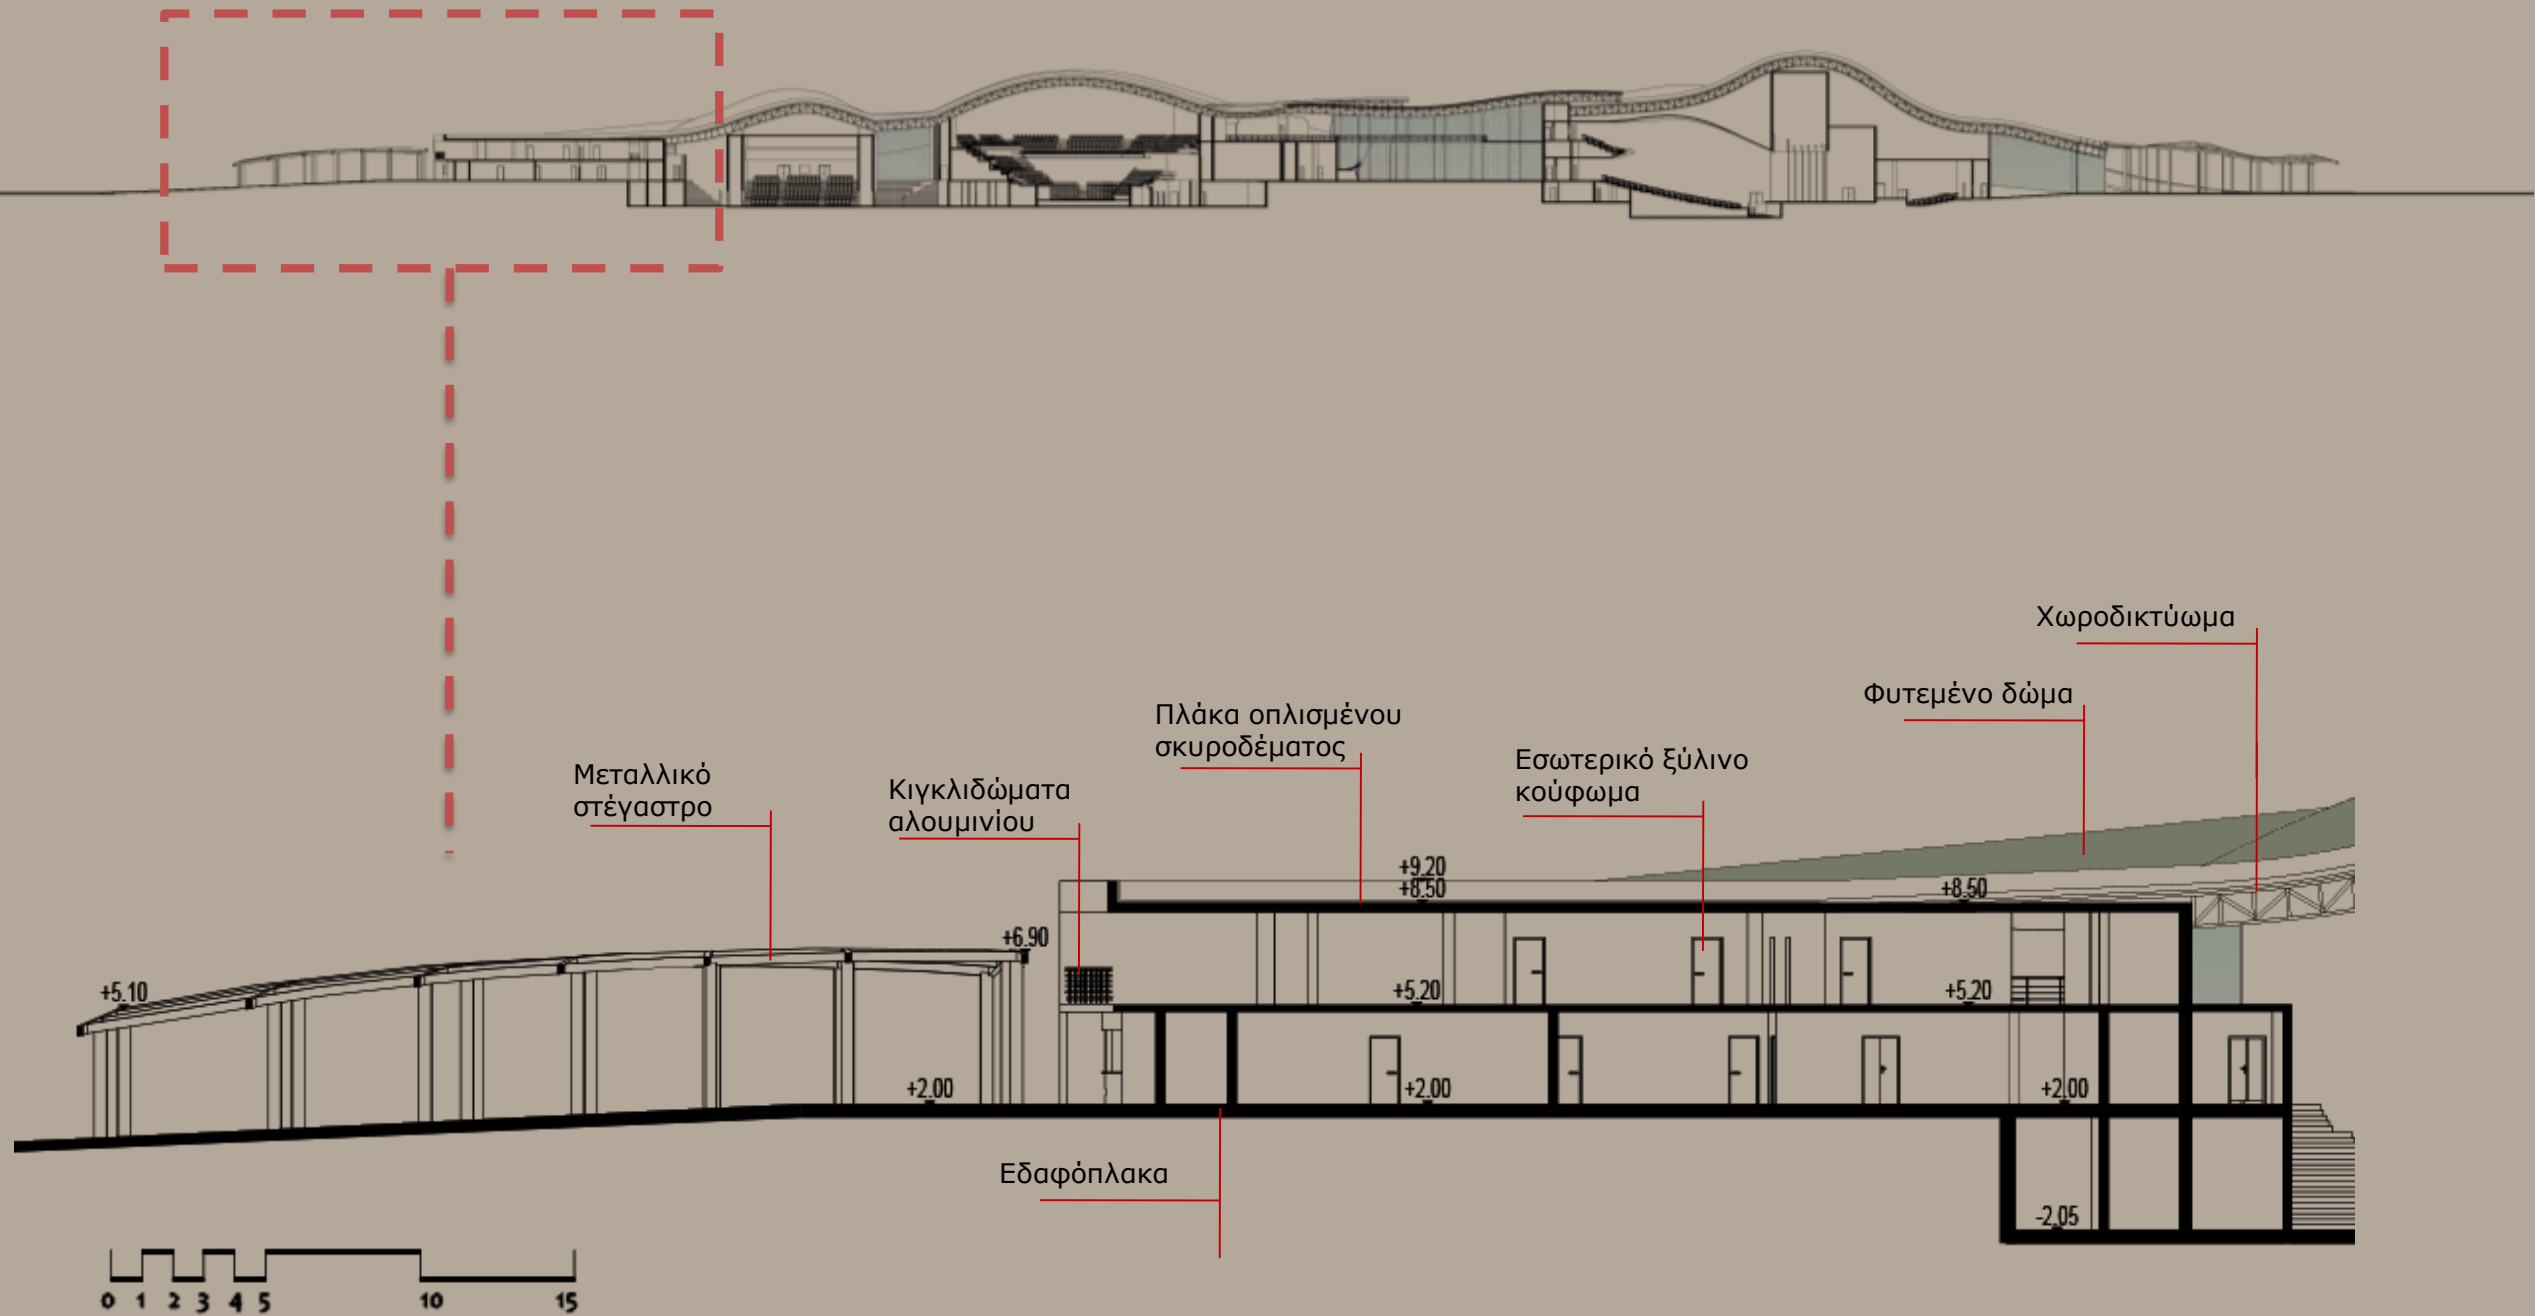 Χωροδικτύωμα
Φυτεμένο δώμα
Πλάκα οπλισμένου
σκυροδέματος
Εσωτερικό ξύλινο
κούφωμα
Μεταλλικό
στέγαστρο
Κιγκλιδώματα
αλουμινίου
+9.20
+8.50 +8.50
+6.90
+5.10 +5.20 +5.20
+2.00 +2.00 +2.00
Εδαφόπλακα
-2.05
0 1 2 3 4 5 10 15